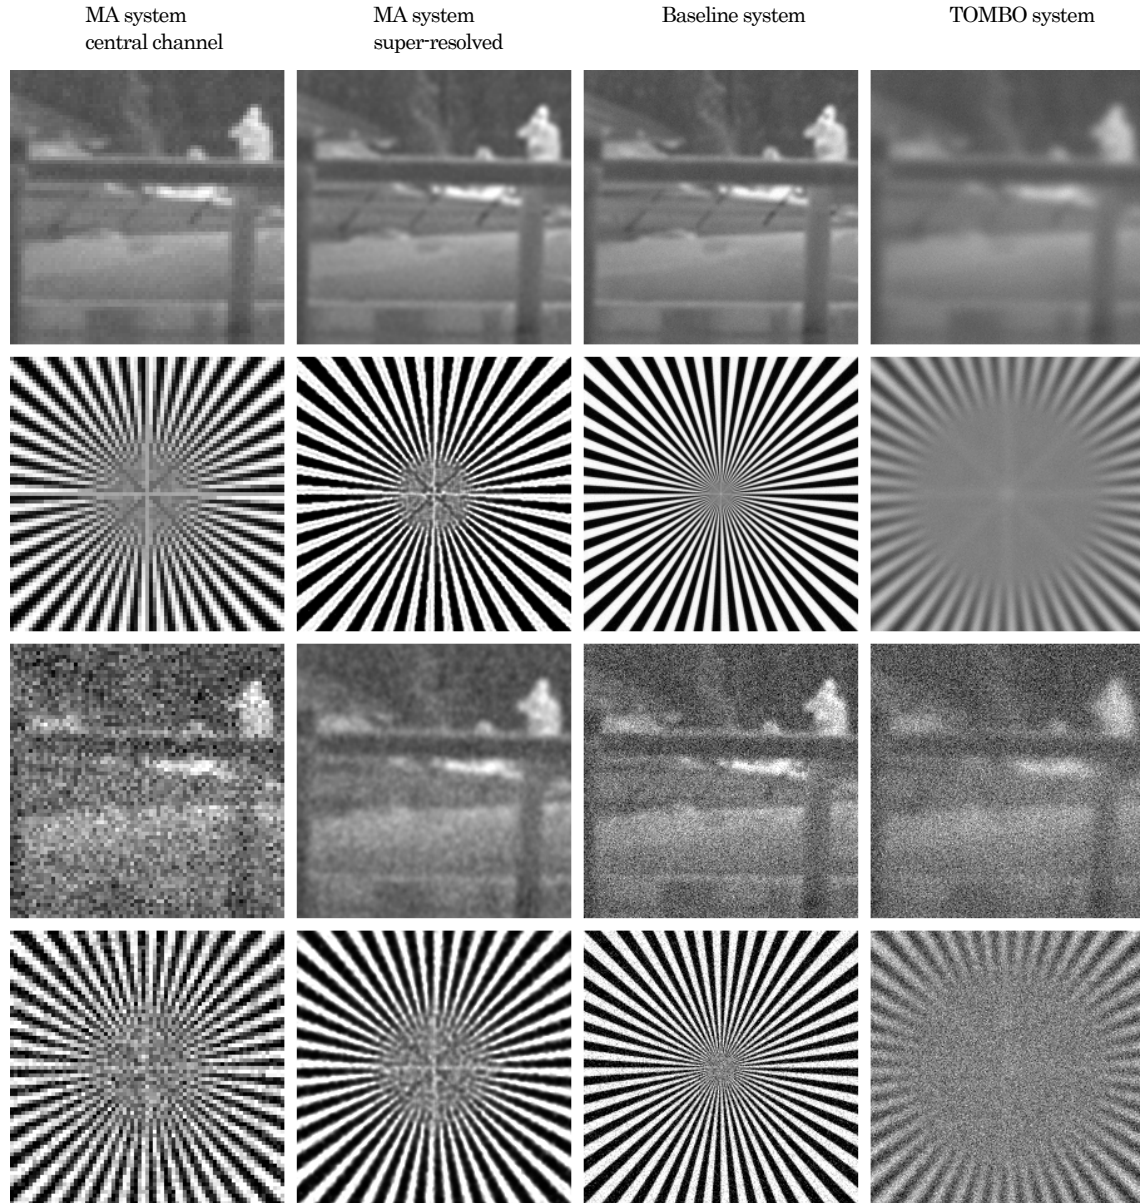 MA system
central channel
MA system
super-resolved
Baseline system
TOMBO system